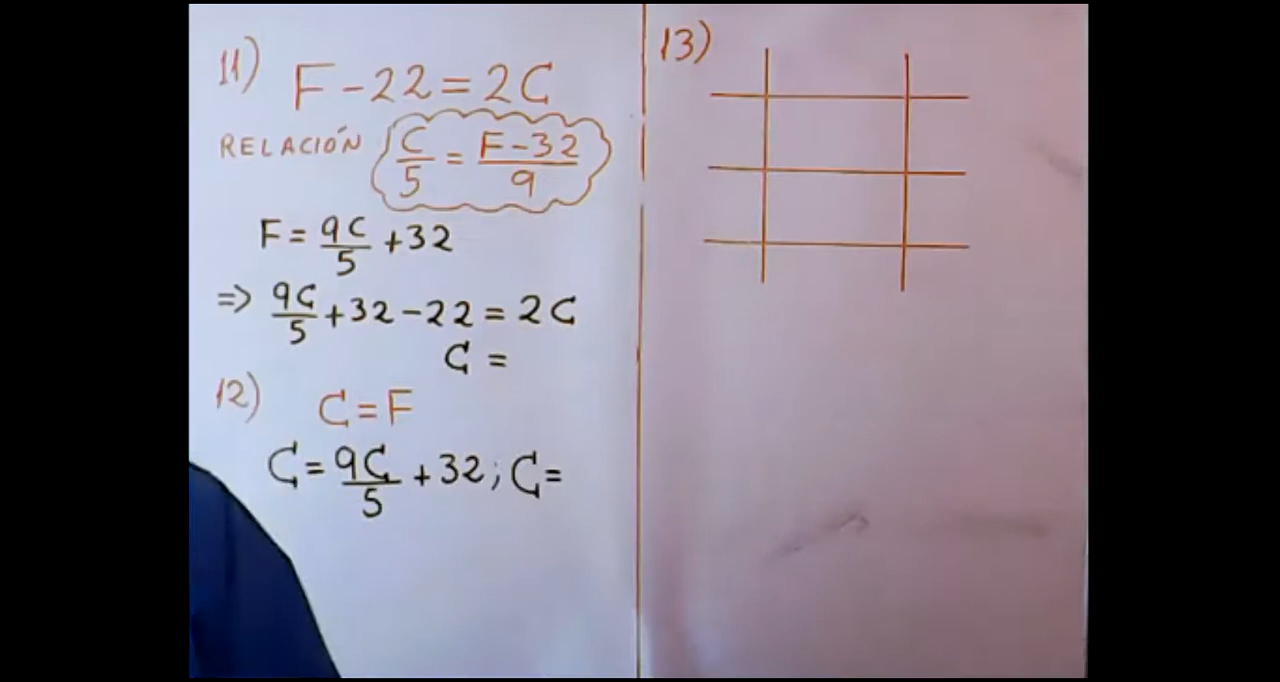 11) F-22=2C
RELACIÓN C/5 = F-32/9
F = 9C/5 +32
=> 9C/5 +32-22 = 2C
C =
12) C=F
C = 9C/5 + 32; C=
13)